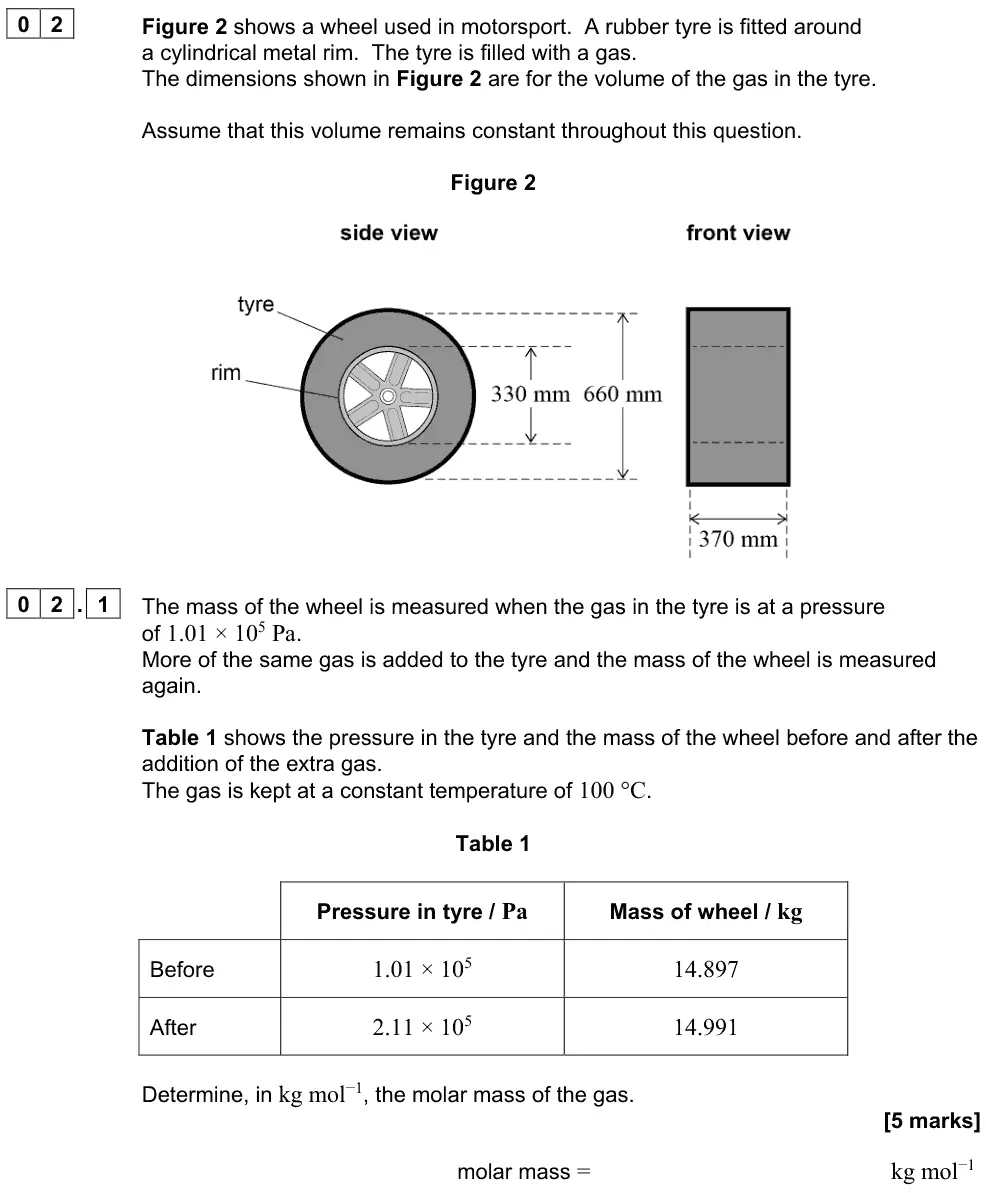 0 2 Figure 2 shows a wheel used in motorsport. A rubber tyre is fitted around
a cylindrical metal rim. The tyre is filled with a gas.
The dimensions shown in Figure 2 are for the volume of the gas in the tyre.
Assume that this volume remains constant throughout this question.
Figure 2
side view front view
tyre
rim
330 mm 660 mm
370 mm
0 2 . 1 The mass of the wheel is measured when the gas in the tyre is at a pressure
of 1.01 × 10⁵ Pa.
More of the same gas is added to the tyre and the mass of the wheel is measured
again.
Table 1 shows the pressure in the tyre and the mass of the wheel before and after the
addition of the extra gas.
The gas is kept at a constant temperature of 100 °C.
Table 1
Pressure in tyre / Pa Mass of wheel / kg
Before 1.01 × 10⁵ 14.897
After 2.11 × 10⁵ 14.991
Determine, in kg mol⁻¹, the molar mass of the gas.
[5 marks]
molar mass = kg mol⁻¹